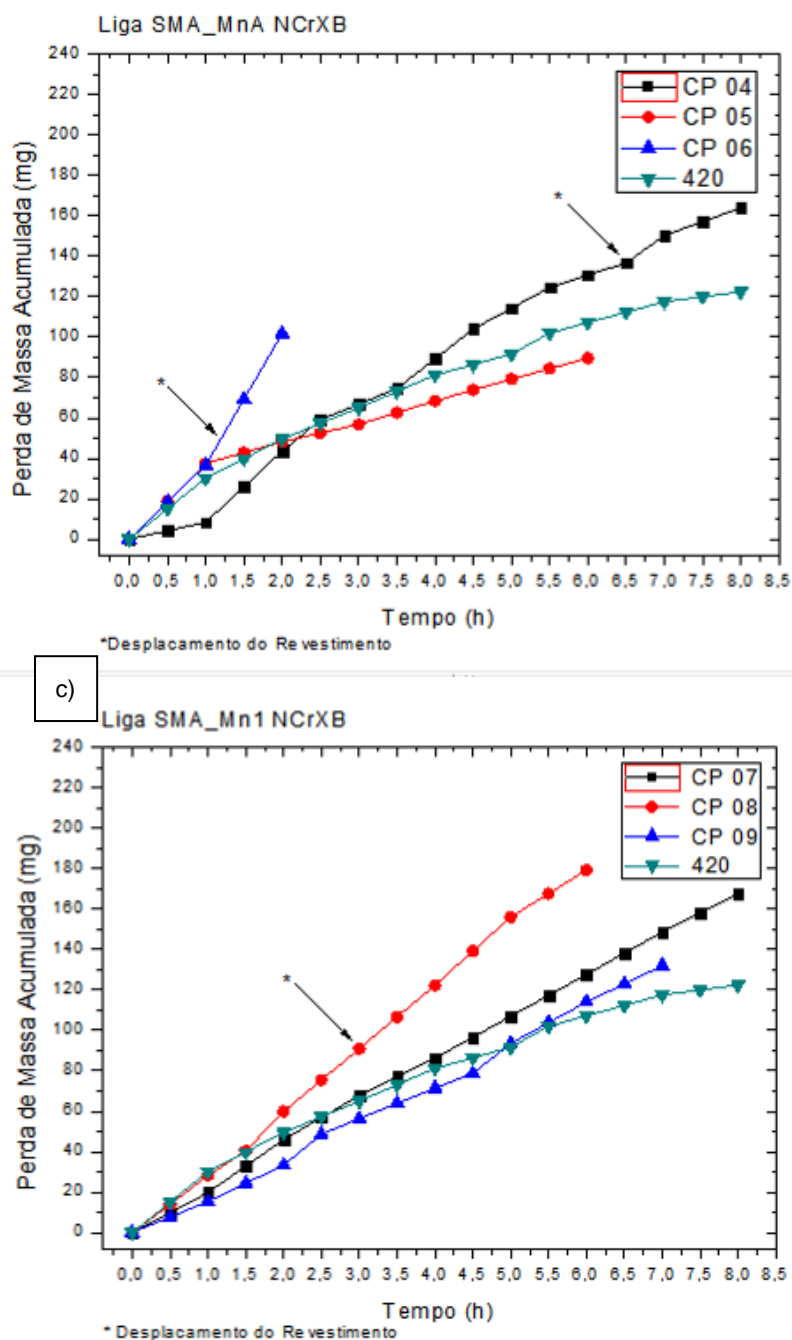 Liga SMA_MnA NCrXB
240
220
200
180
160
140
120
100
80
60
40
20
0
Perda de Massa Acumulada (mg)
CP 04
CP 05
CP 06
420
*
*
0,0 0,5 1,0 1,5 2,0 2,5 3,0 3,5 4,0 4,5 5,0 5,5 6,0 6,5 7,0 7,5 8,0 8,5
Tempo (h)
*Desplacamento do Revestimento
c)
Liga SMA_Mn1 NCrXB
240
220
200
180
160
140
120
100
80
60
40
20
0
Perda de Massa Acumulada (mg)
CP 07
CP 08
CP 09
420
*
0,0 0,5 1,0 1,5 2,0 2,5 3,0 3,5 4,0 4,5 5,0 5,5 6,0 6,5 7,0 7,5 8,0 8,5
Tempo (h)
* Desplacamento do Revestimento